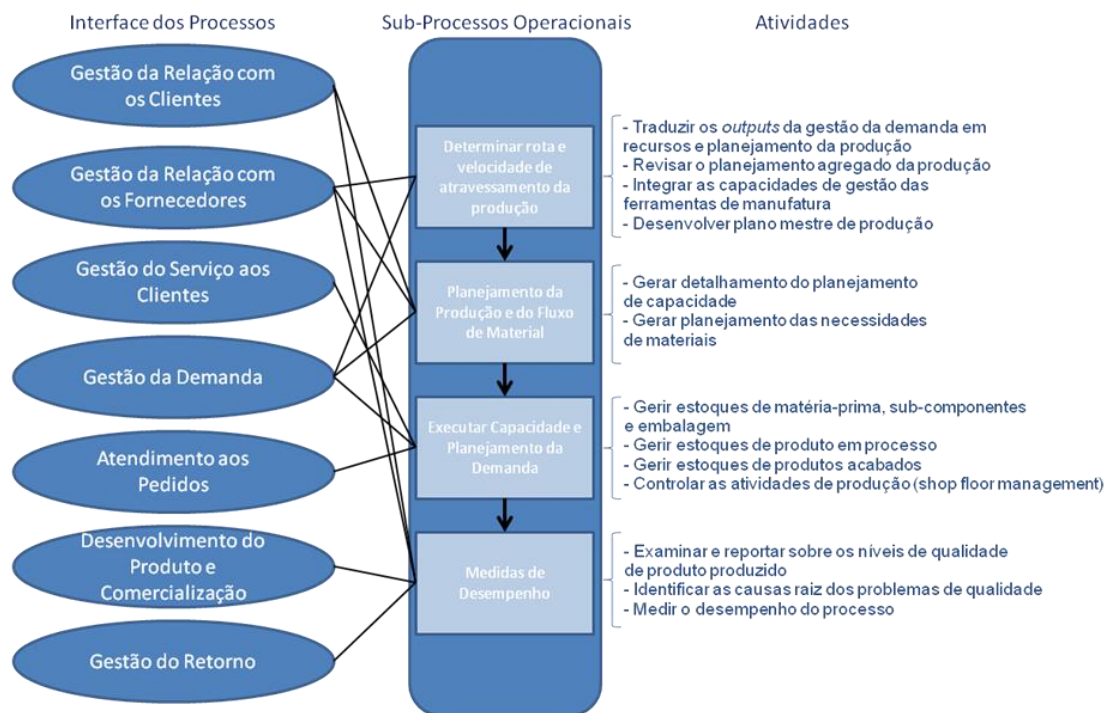 Interface dos Processos
Sub-Processos Operacionais
Atividades
Gestão da Relação com
os Clientes
Gestão da Relação com
os Fornecedores
Gestão do Serviço aos
Clientes
Gestão da Demanda
Atendimento aos
Pedidos
Desenvolvimento do
Produto e
Comercialização
Gestão do Retorno
Determinar rota e
velocidade de
atravessamento da
produção
Planejamento da
Produção e do Fluxo
de Material
Executar Capacidade e
Planejamento da
Demanda
Medidas de
Desempenho
- Traduzir os outputs da gestão da demanda em
recursos e planejamento da produção
- Revisar o planejamento agregado da produção
- Integrar as capacidades de gestão das
ferramentas de manufatura
- Desenvolver plano mestre de produção
- Gerar detalhamento do planejamento
de capacidade
- Gerar planejamento das necessidades
de materiais
- Gerir estoques de matéria-prima, sub-componentes
e embalagem
- Gerir estoques de produto em processo
- Gerir estoques de produtos acabados
- Controlar as atividades de produção (shop floor management)
- Examinar e reportar sobre os níveis de qualidade
de produto produzido
- Identificar as causas raiz dos problemas de qualidade
- Medir o desempenho do processo